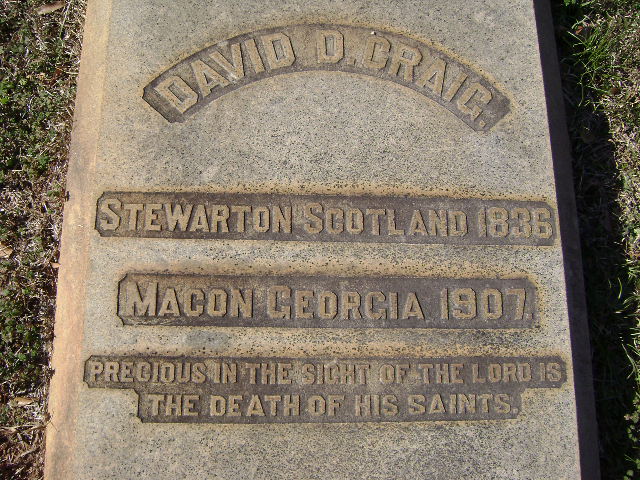 DAVID D. CRAIG.
STEWARTON SCOTLAND 1836
MACON GEORGIA 1907.
PRECIOUS IN THE SIGHT OF THE LORD IS
THE DEATH OF HIS SAINTS.